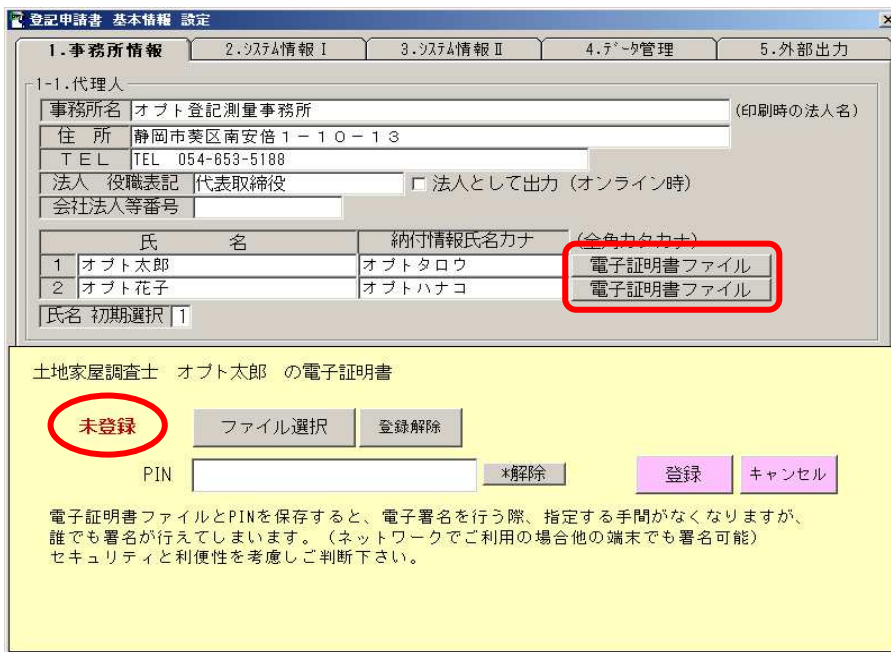 登記申請書 基本情報 設定
1.事務所情報 2.システム情報Ⅰ 3.システム情報Ⅱ 4.データ管理 5.外部出力
1-1.代理人
事務所名 オプト登記測量事務所 (印刷時の法人名)
住 所 静岡市葵区南安倍1-10-13
TEL TEL 054-653-5188
法人 役職表記 代表取締役 法人として出力 (オンライン時)
会社法人等番号
氏 名 納付情報氏名カナ (全角カタカナ)
1 オプト太郎 オプトタロウ 電子証明書ファイル
2 オプト花子 オプトハナコ 電子証明書ファイル
氏名 初期選択 1
土地家屋調査士 オプト太郎 の電子証明書
未登録 ファイル選択 登録解除
PIN *解除 登録 キャンセル
電子証明書ファイルとPINを保存すると、電子署名を行う際、指定する手間がなくなりますが、
誰でも署名が行えてしまいます。(ネットワークでご利用の場合他の端末でも署名可能)
セキュリティと利便性を考慮しご判断下さい。